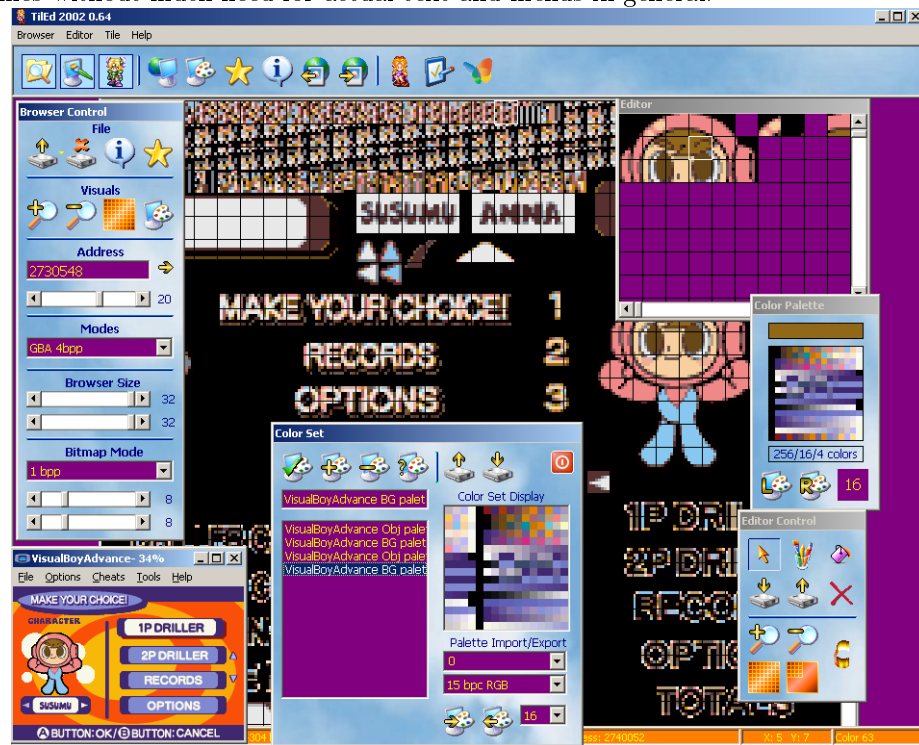 TilEd 2002 0.64
Browser Editor Tile Help
Browser Control
File
Visuals
Address
2730548
20
Modes
GBA 4bpp
Browser Size
32
32
Bitmap Mode
1 bpp
8
8
SUSUMU ANNA
MAKE YOUR CHOICE! 1
RECORDS 2
OPTIONS 3
Editor
Color Palette
256/16/4 colors
L R 16
Editor Control
Color Set
VisualBoyAdvance BG palet
VisualBoyAdvance Obj palet
VisualBoyAdvance BG palet
VisualBoyAdvance Obj palet
VisualBoyAdvance BG palet
Color Set Display
Palette Import/Export
0
15 bpc RGB
16
1P DRI
2P DRI
OPTI
VisualBoyAdvance- 34%
File Options Cheats Tools Help
MAKE YOUR CHOICE!
CHARACTER
SUSUMU
1P DRILLER
2P DRILLER
RECORDS
OPTIONS
A BUTTON: OK/ B BUTTON: CANCEL
ess: 2740052
X: 5 Y: 7
Color 63